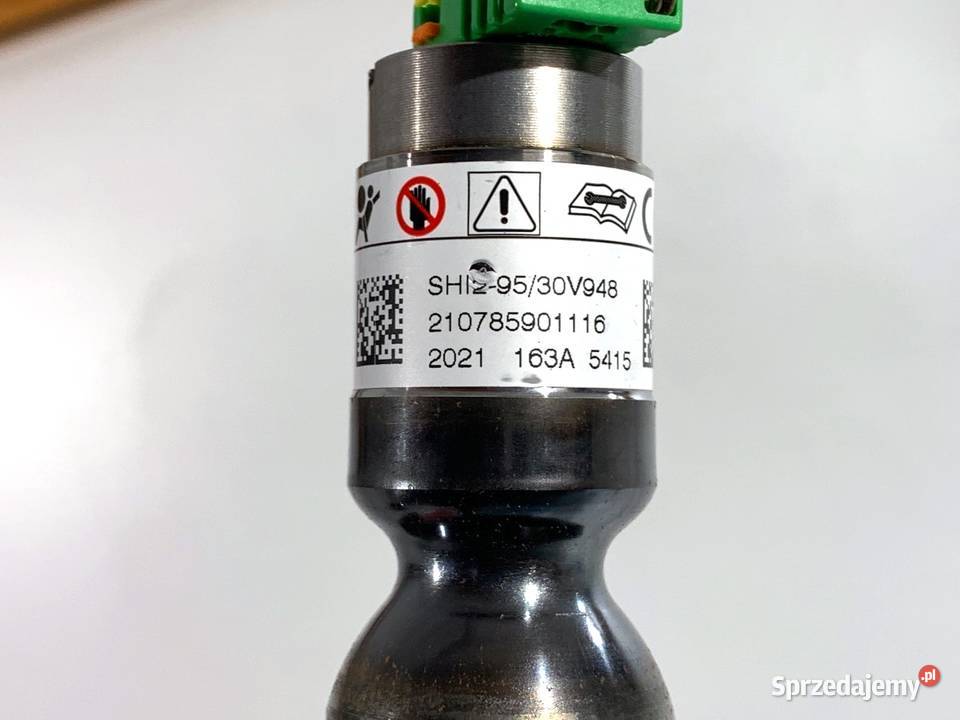 SHI2-95/30V948
210785901116
2021 163A 5415
Sprzedajemy.pl